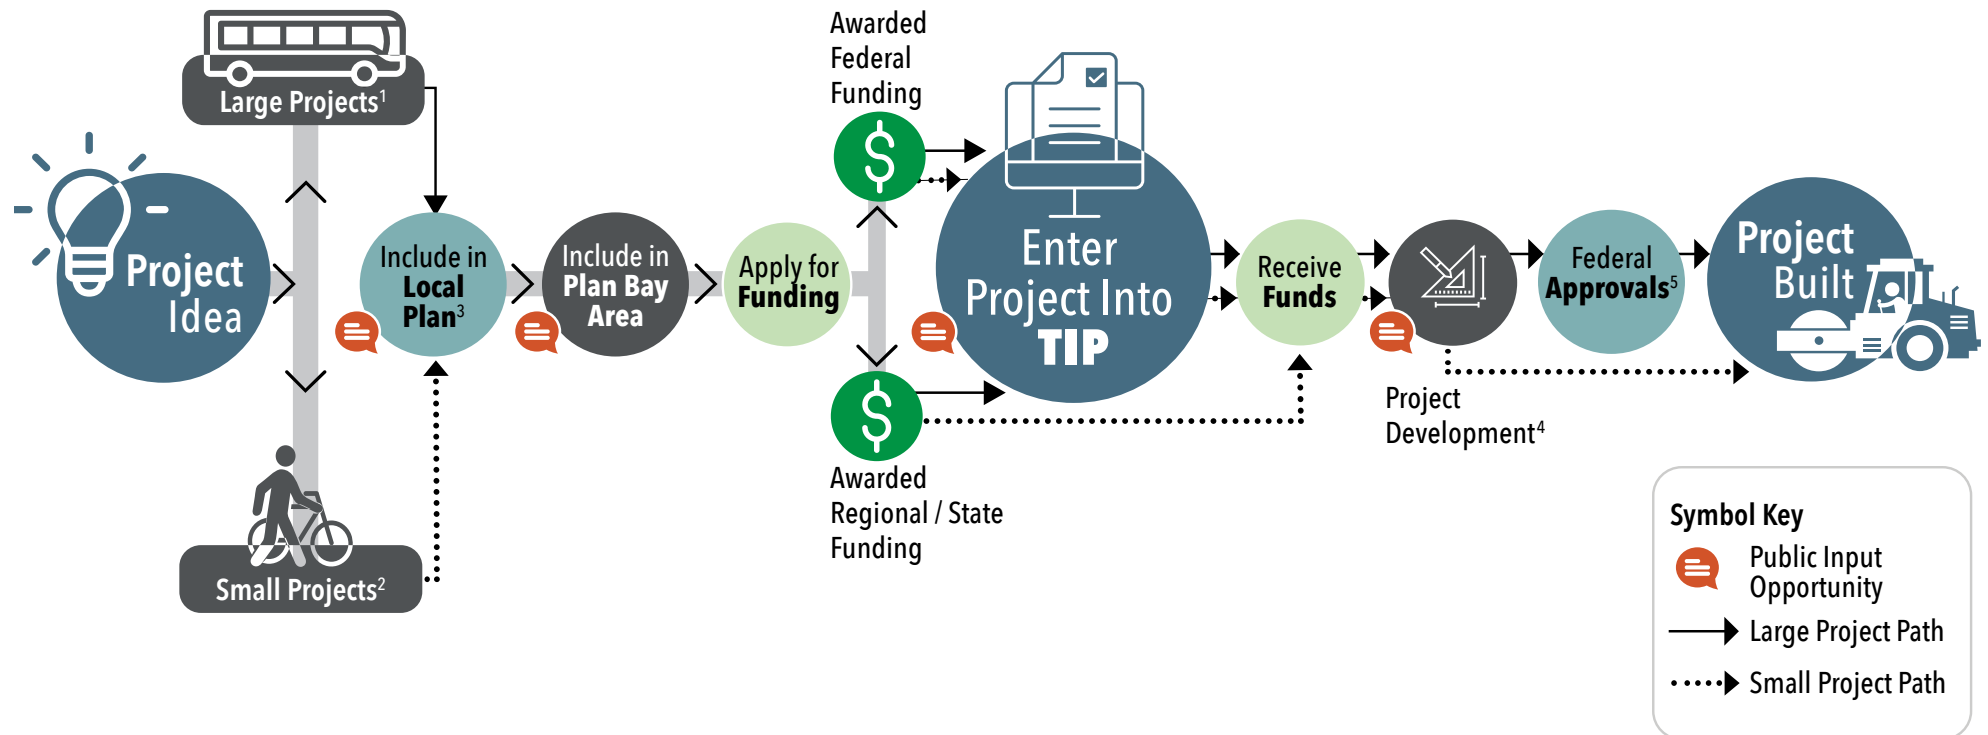 Large Projects¹
Project
Idea
Small Projects²
Include in
Local
Plan³
Include in
Plan Bay
Area
Apply for
Funding
Awarded
Federal
Funding
$
$
Awarded
Regional / State
Funding
Enter
Project Into
TIP
Receive
Funds
Project
Development⁴
Federal
Approvals⁵
Project
Built
Symbol Key
Public Input
Opportunity
Large Project Path
Small Project Path